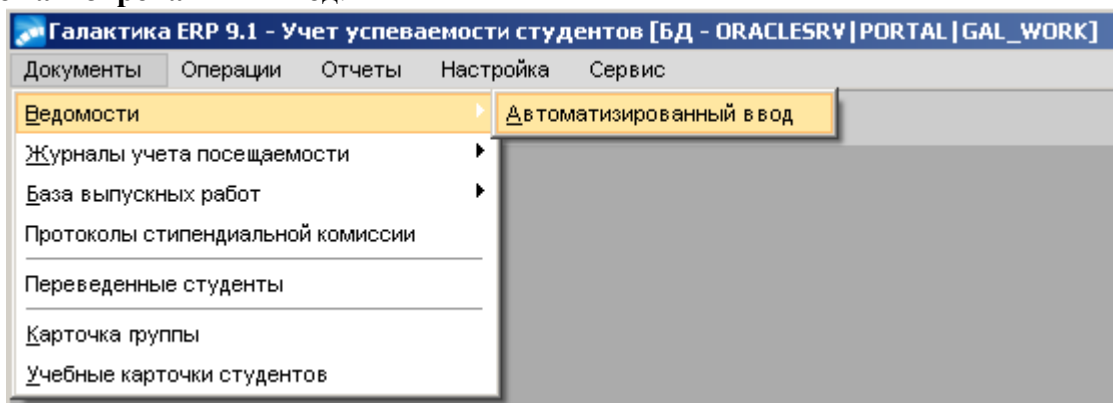 Галактика ERP 9.1 - Учет успеваемости студентов [БД - ORACLESRV|PORTAL|GAL_WORK]
Документы Операции Отчеты Настройка Сервис
Ведомости Автоматизированный ввод
Журналы учета посещаемости
База выпускных работ
Протоколы стипендиальной комиссии
Переведенные студенты
Карточка группы
Учебные карточки студентов